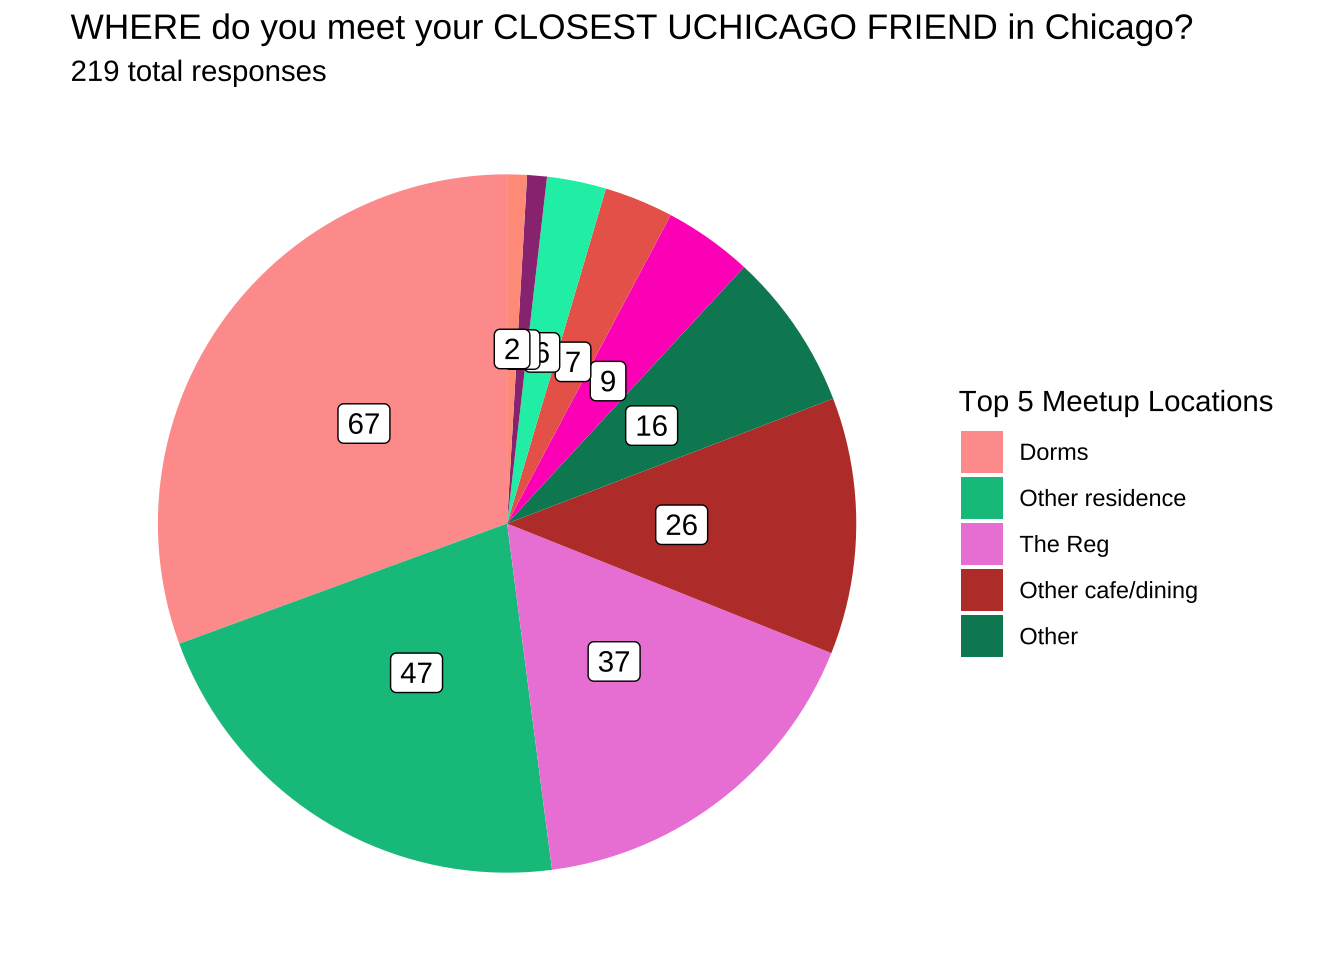 WHERE do you meet your CLOSEST UCHICAGO FRIEND in Chicago?
219 total responses
2
6
7
9
67
16
26
37
47
Top 5 Meetup Locations
Dorms
Other residence
The Reg
Other cafe/dining
Other